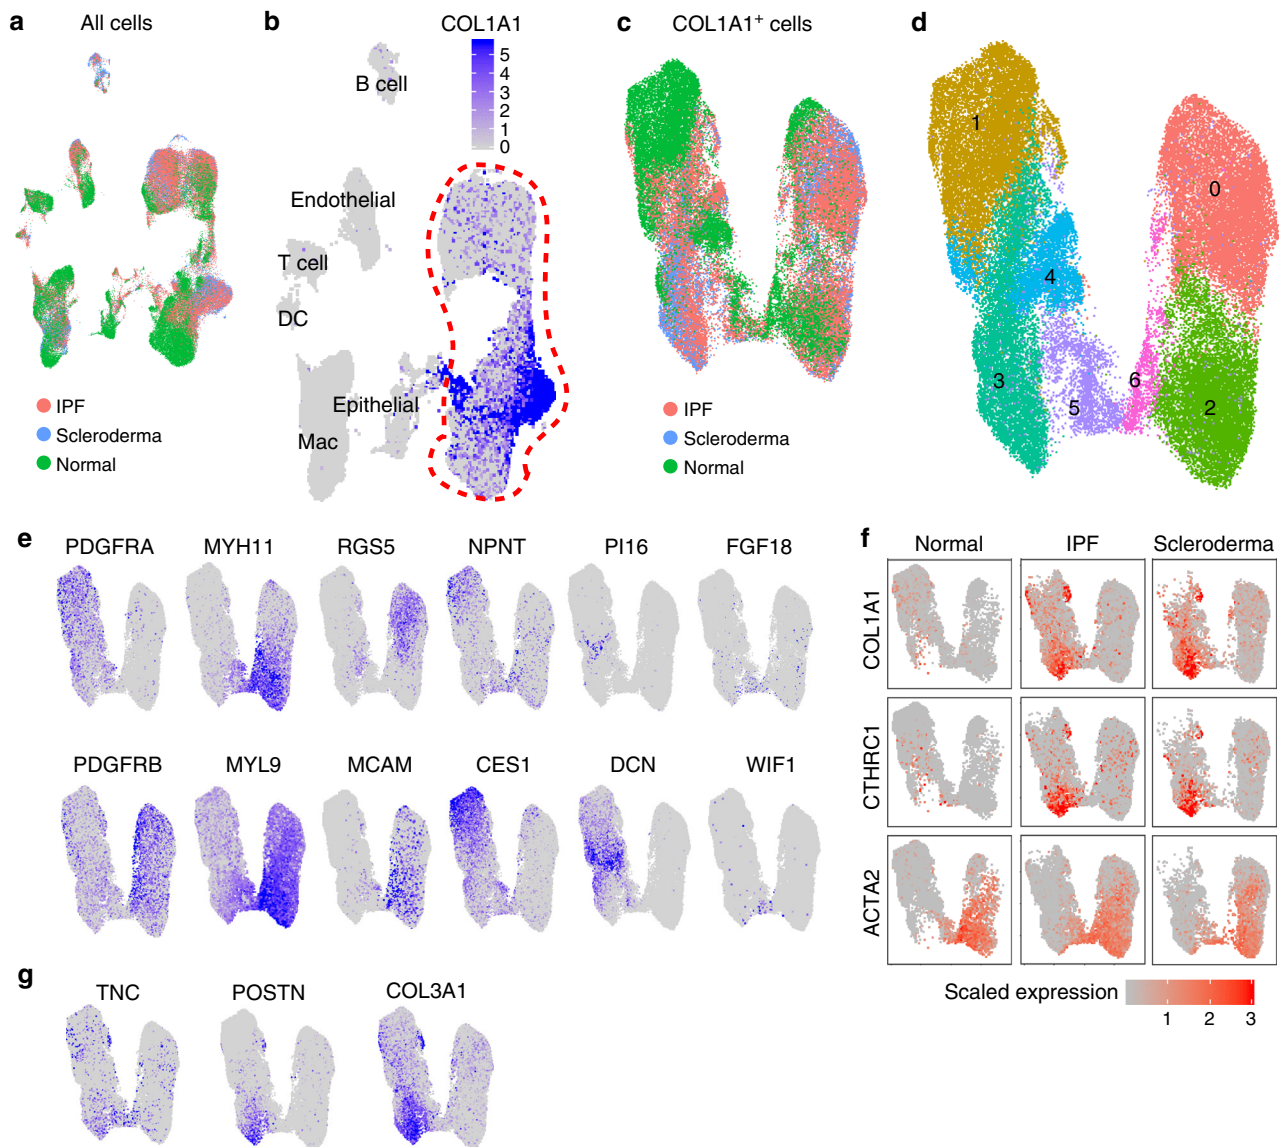 a
All cells
IPF
Scleroderma
Normal
b
COL1A1
5
4
3
2
1
0
B cell
Endothelial
T cell
DC
Epithelial
Mac
c
COL1A1+ cells
IPF
Scleroderma
Normal
d
1
0
4
3
6
5
2
e
PDGFRA
MYH11
RGS5
NPNT
PI16
FGF18
PDGFRB
MYL9
MCAM
CES1
DCN
WIF1
f
Normal
IPF
Scleroderma
COL1A1
CTHRC1
ACTA2
Scaled expression
1 2 3
g
TNC
POSTN
COL3A1